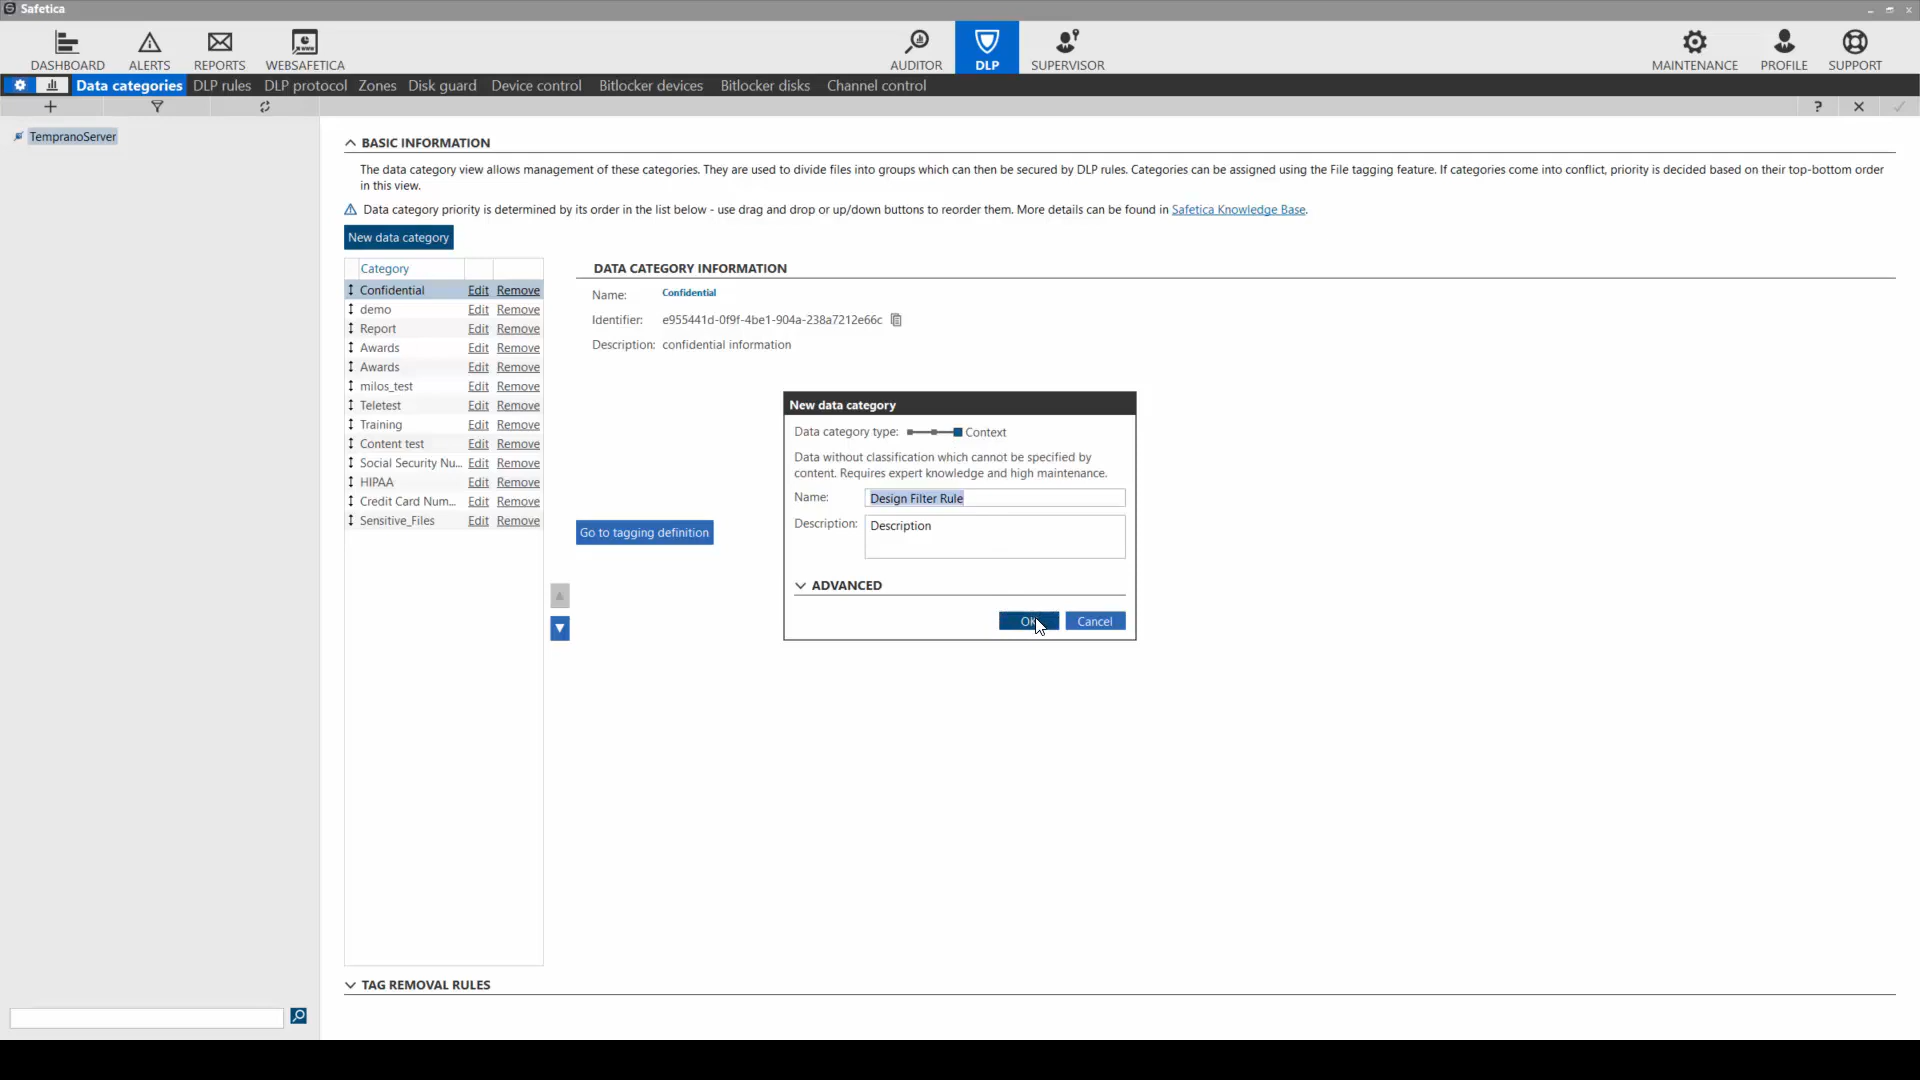 Safetica
DASHBOARD
ALERTS
REPORTS
WEBSAFETICA
AUDITOR
DLP
SUPERVISOR
MAINTENANCE
PROFILE
SUPPORT
Data categories
DLP rules
DLP protocol
Zones
Disk guard
Device control
Bitlocker devices
Bitlocker disks
Channel control
?
TempranoServer
BASIC INFORMATION
The data category view allows management of these categories. They are used to divide files into groups which can then be secured by DLP rules. Categories can be assigned using the File tagging feature. If categories come into conflict, priority is decided based on their top-bottom order
in this view.
Data category priority is determined by its order in the list below - use drag and drop or up/down buttons to reorder them. More details can be found in Safetica Knowledge Base.
New data category
Category
Confidential Edit Remove
demo Edit Remove
Report Edit Remove
Awards Edit Remove
Awards Edit Remove
milos_test Edit Remove
Teletest Edit Remove
Training Edit Remove
Content test Edit Remove
Social Security Nu... Edit Remove
HIPAA Edit Remove
Credit Card Num... Edit Remove
Sensitive_Files Edit Remove
DATA CATEGORY INFORMATION
Name: Confidential
Identifier: e955441d-0f9f-4be1-904a-238a7212e66c
Description: confidential information
Go to tagging definition
New data category
Data category type: Context
Data without classification which cannot be specified by
content. Requires expert knowledge and high maintenance.
Name: Design Filter Rule
Description: Description
ADVANCED
OK Cancel
TAG REMOVAL RULES